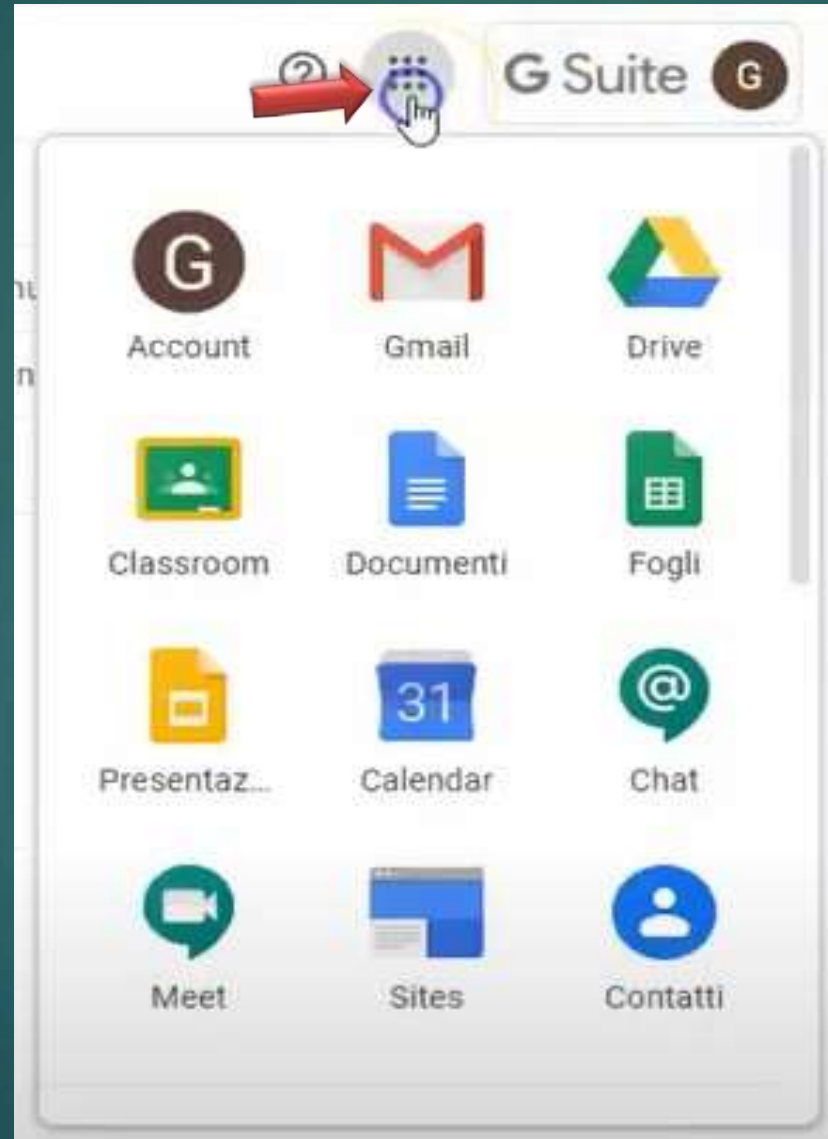 G Suite G
G
Account Gmail Drive
Classroom Documenti Fogli
31 @
Presentaz... Calendar Chat
Meet Sites Contatti